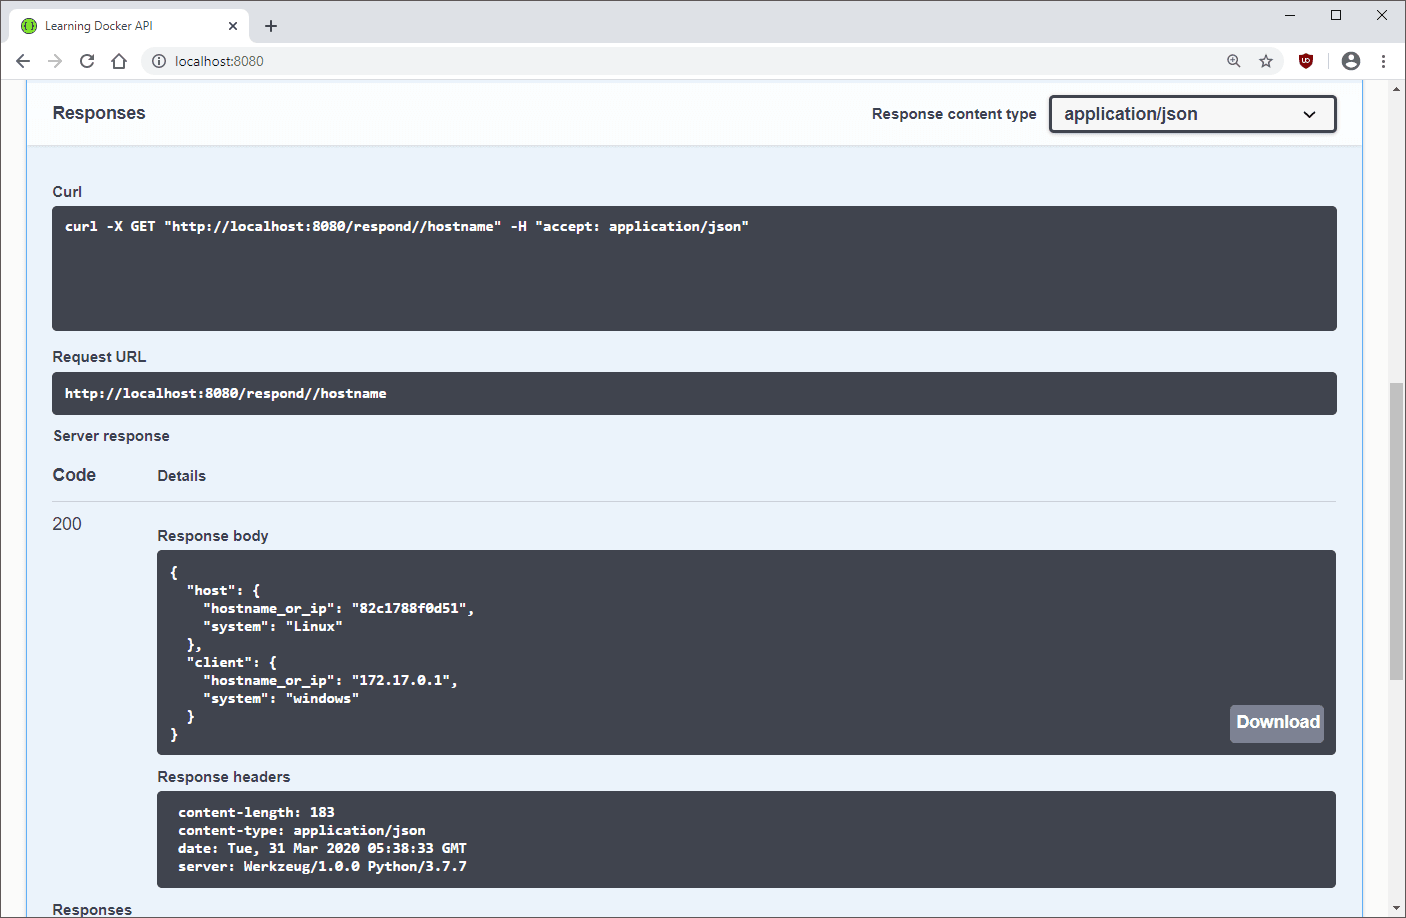 Learning Docker API
localhost:8080
Responses
Response content type
application/json
Curl
curl -X GET "http://localhost:8080/respond//hostname" -H "accept: application/json"
Request URL
http://localhost:8080/respond//hostname
Server response
Code
Details
200
Response body
{
  "host": {
    "hostname_or_ip": "82c1788f0d51",
    "system": "Linux"
  },
  "client": {
    "hostname_or_ip": "172.17.0.1",
    "system": "windows"
  }
}
Download
Response headers
content-length: 183
content-type: application/json
date: Tue, 31 Mar 2020 05:38:33 GMT
server: Werkzeug/1.0.0 Python/3.7.7
Responses